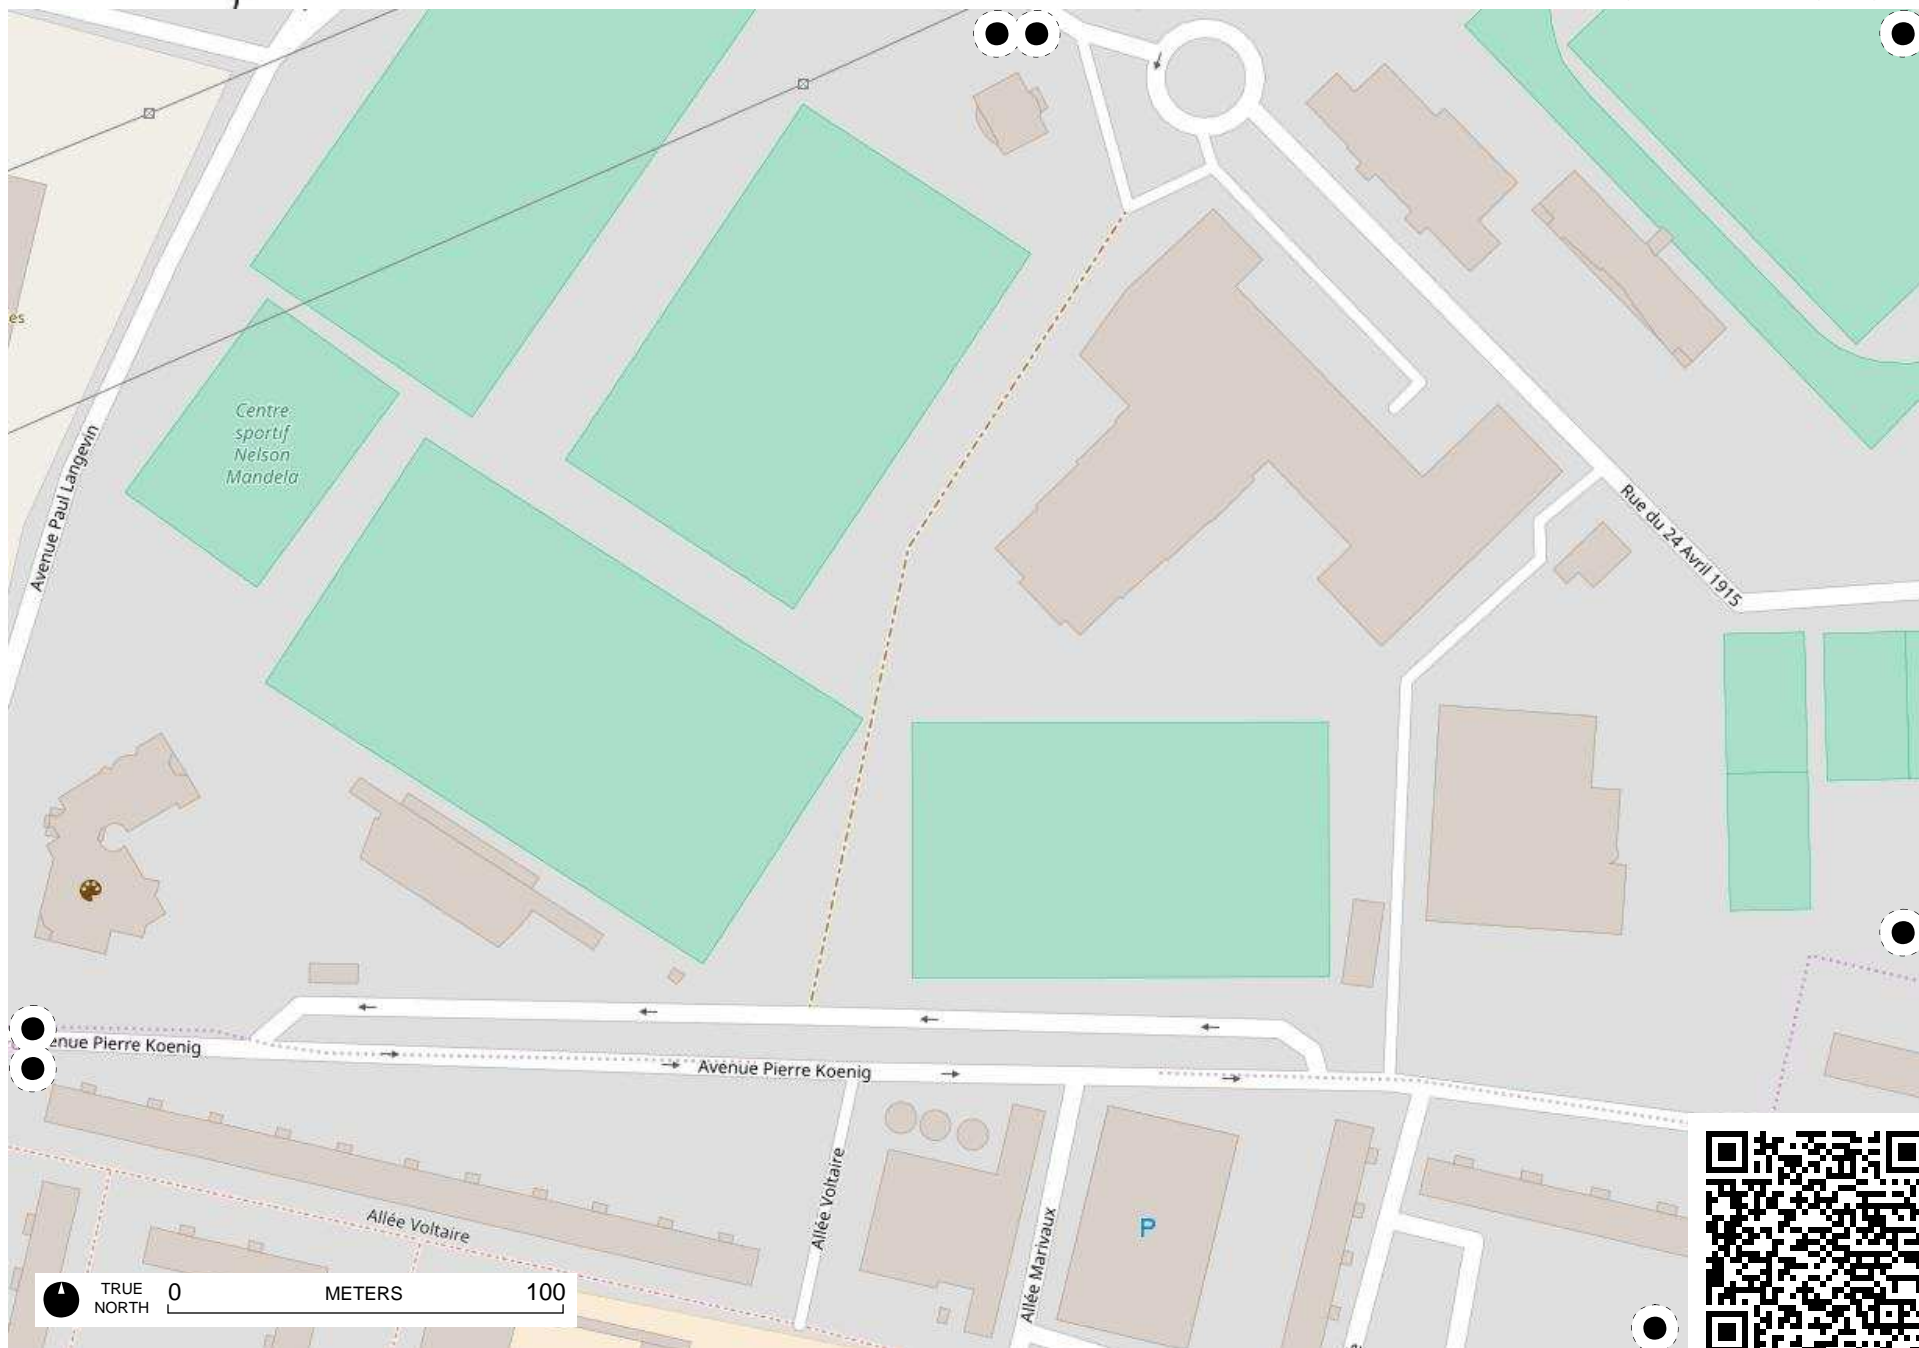 Centre
sportif
Nelson
Mandela
Avenue Paul Langevin
Rue du 24 Avril 1915
es
enue Pierre Koenig
Avenue Pierre Koenig
Allée Voltaire
Allée Voltaire
Allée Marivaux
P
TRUE
NORTH
0 METERS 100